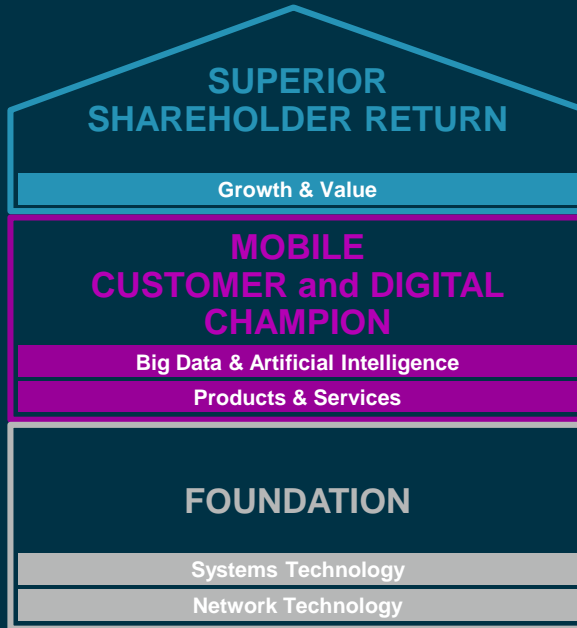 SUPERIOR
SHAREHOLDER RETURN
Growth & Value
MOBILE
CUSTOMER and DIGITAL
CHAMPION
Big Data & Artificial Intelligence
Products & Services
FOUNDATION
Systems Technology
Network Technology